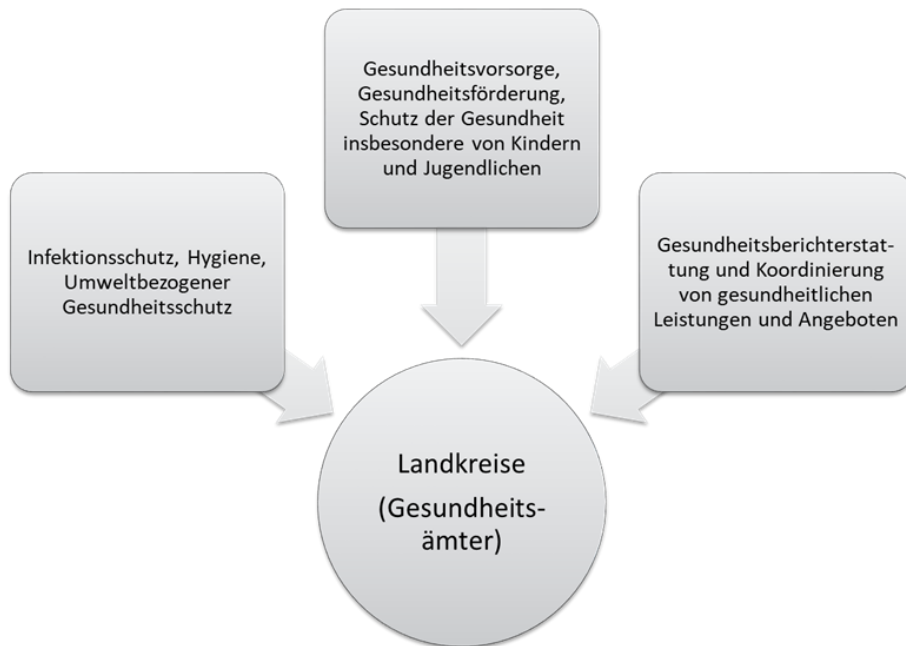 Gesundheitsvorsorge,
Gesundheitsförderung,
Schutz der Gesundheit
insbesondere von Kindern
und Jugendlichen
Infektionsschutz, Hygiene,
Umweltbezogener
Gesundheitsschutz
Gesundheitsberichterstat-
tung und Koordinierung
von gesundheitlichen
Leistungen und Angeboten
Landkreise
(Gesundheits-
ämter)